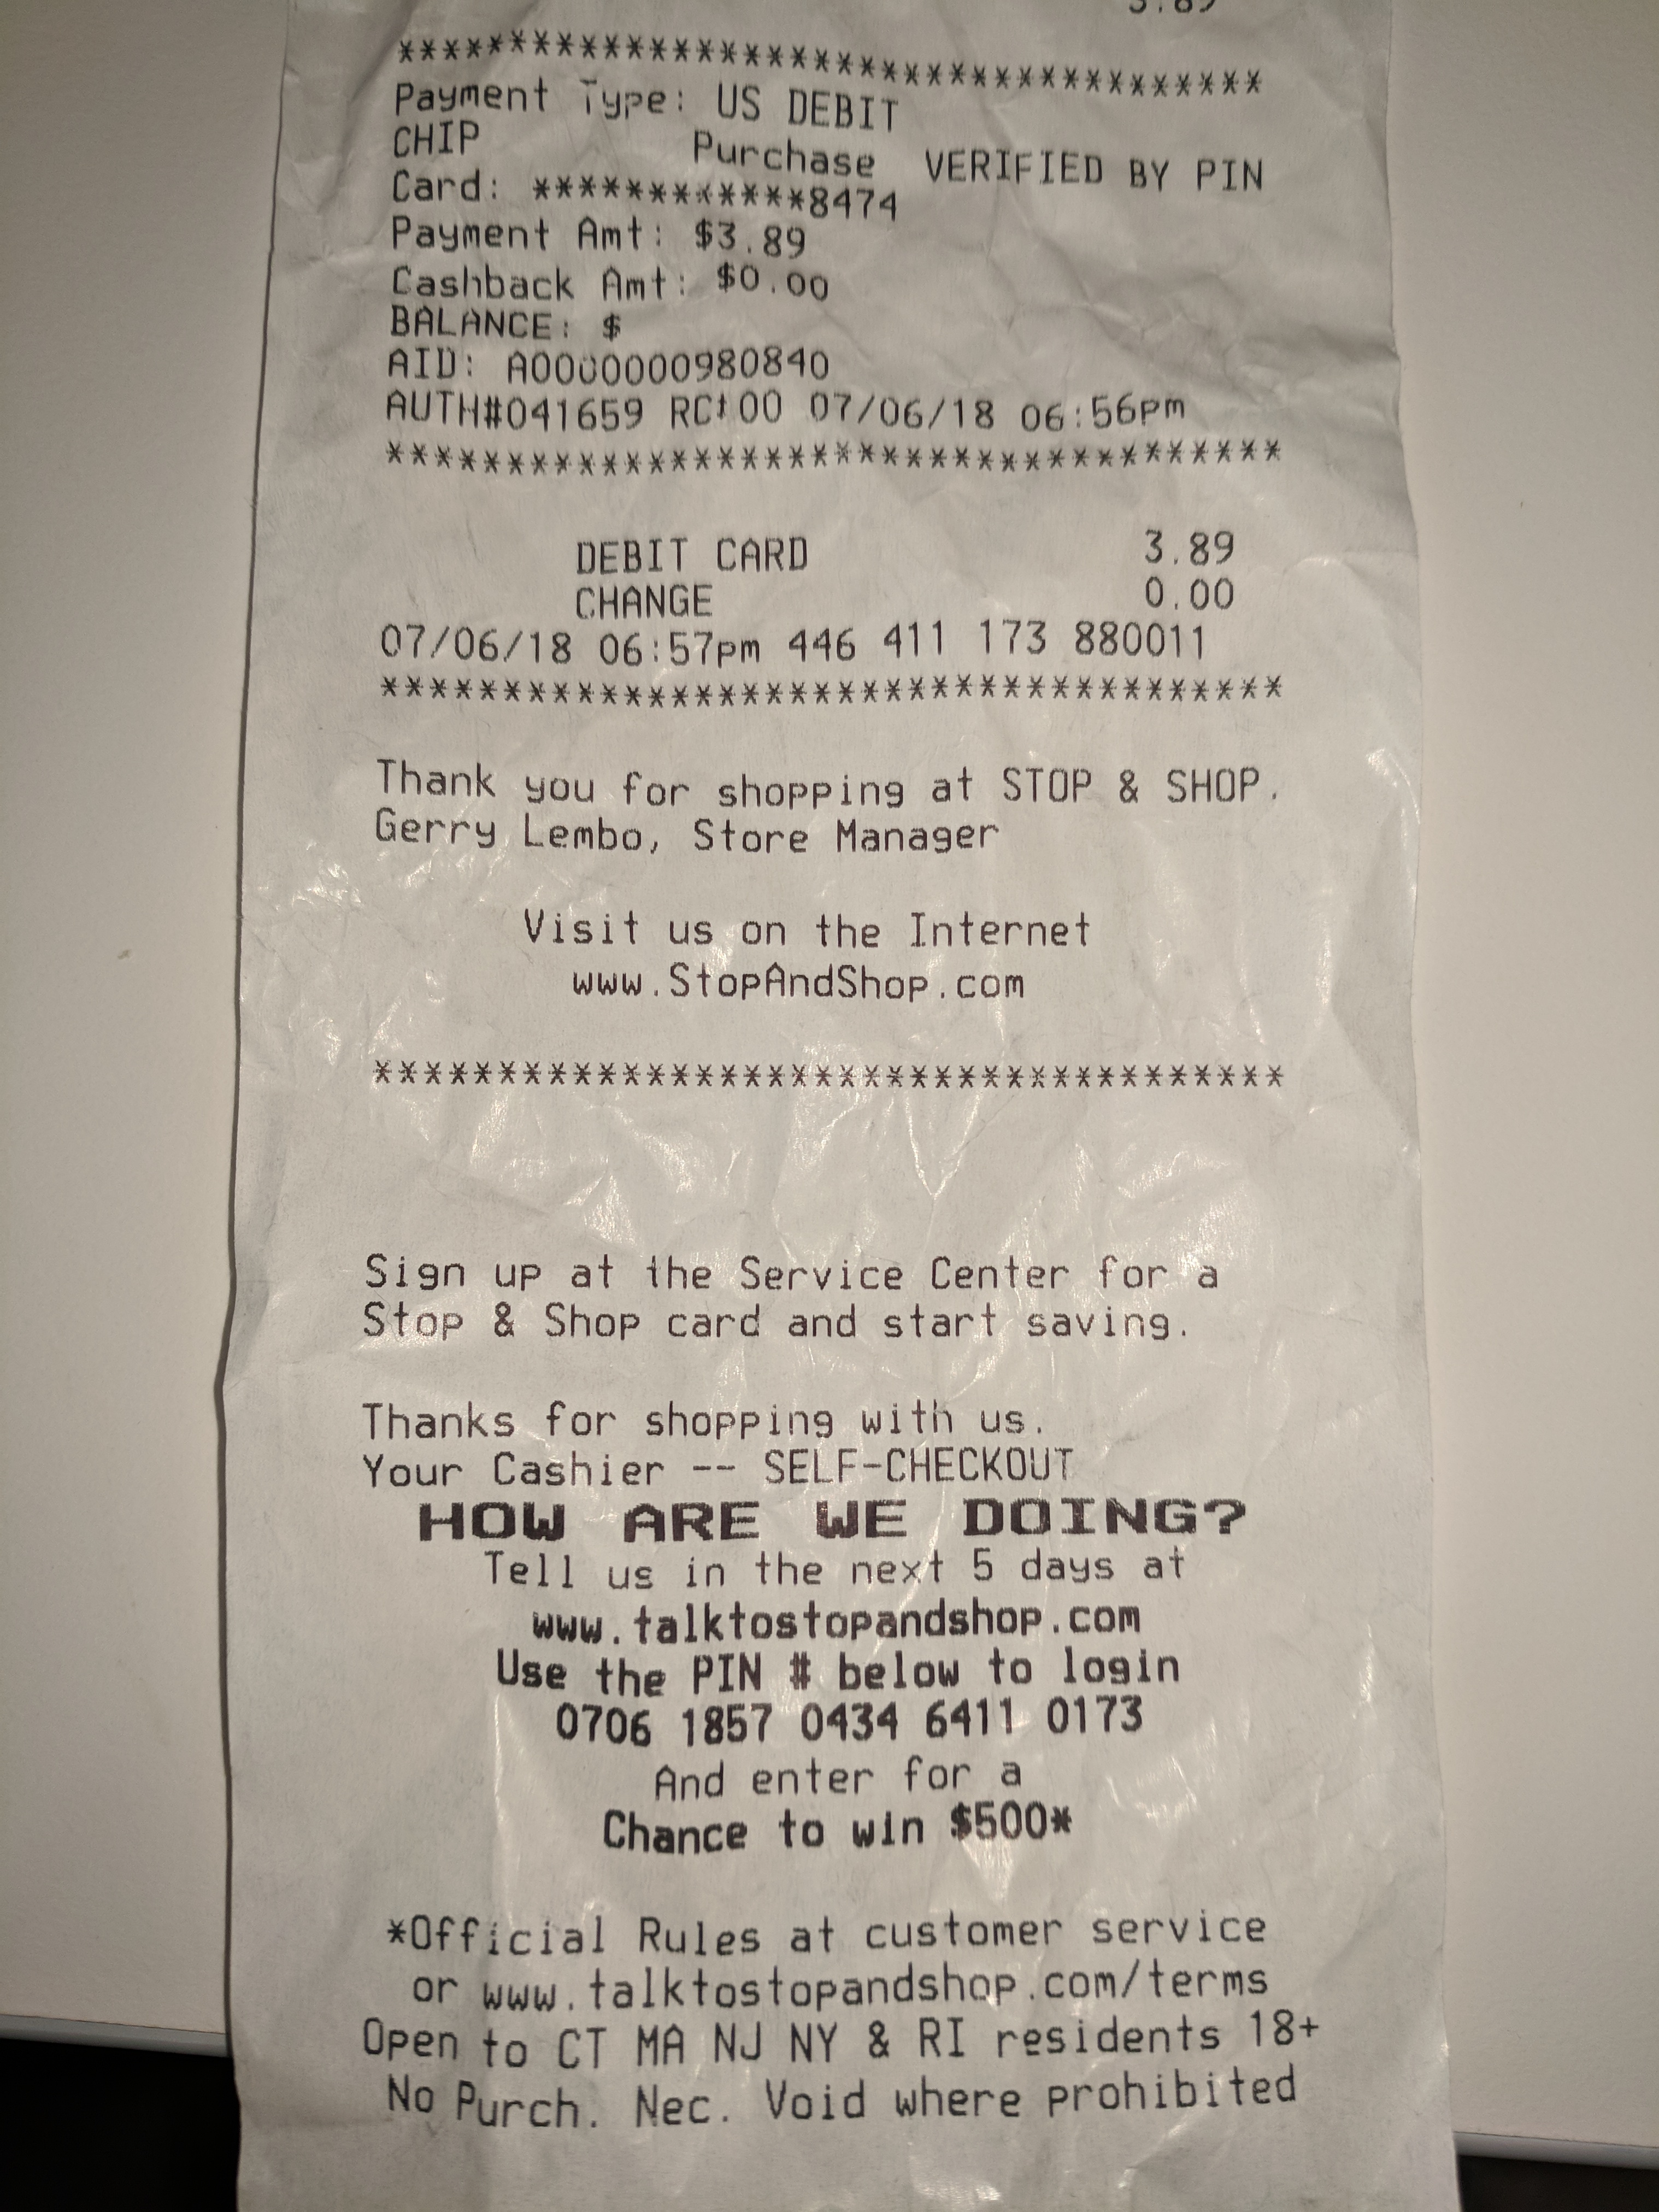 3.89
*************************************
Payment Type: US DEBIT
CHIP Purchase VERIFIED BY PIN
Card: ************8474
Payment Amt: $3.89
Cashback Amt: $0.00
BALANCE: $
AID: A0000000980840
AUTH#041659 RC:00 07/06/18 06:56pm
*************************************
DEBIT CARD 3.89
CHANGE 0.00
07/06/18 06:57pm 446 411 173 880011
*************************************
Thank you for shopping at STOP & SHOP.
Gerry Lembo, Store Manager
Visit us on the Internet
www.StopAndShop.com
*************************************
Sign up at the Service Center for a
Stop & Shop card and start saving.
Thanks for shopping with us.
Your Cashier -- SELF-CHECKOUT
HOW ARE WE DOING?
Tell us in the next 5 days at
www.talktostopandshop.com
Use the PIN # below to login
0706 1857 0434 6411 0173
And enter for a
Chance to win $500*
*Official Rules at customer service
or www.talktostopandshop.com/terms
Open to CT MA NJ NY & RI residents 18+
No Purch. Nec. Void where prohibited